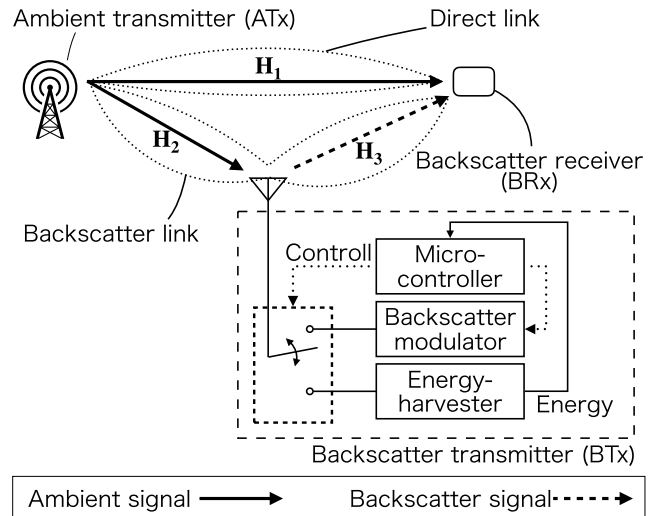 Ambient transmitter (ATx)
Direct link
H1
H2
H3
Backscatter receiver
(BRx)
Backscatter link
Controll
Micro-
controller
Backscatter
modulator
Energy-
harvester
Energy
Backscatter transmitter (BTx)
Ambient signal
Backscatter signal